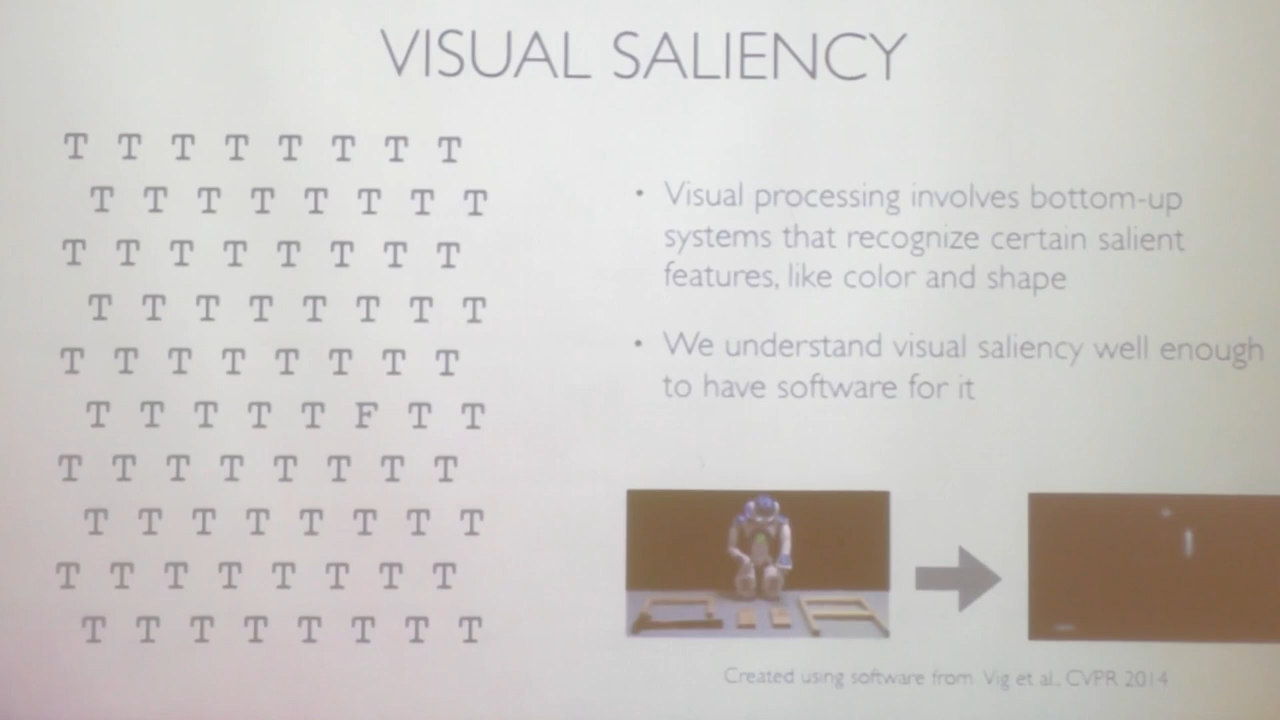 VISUAL SALIENCY
T T T T T T T T
T T T T T T T T
T T T T T T T T
T T T T T T T T
T T T T T T T T
T T T T T F T T
T T T T T T T T
T T T T T T T T
T T T T T T T T
T T T T T T T T
• Visual processing involves bottom-up
systems that recognize certain salient
features, like color and shape
• We understand visual saliency well enough
to have software for it
Created using software from Vig et al., CVPR 2014